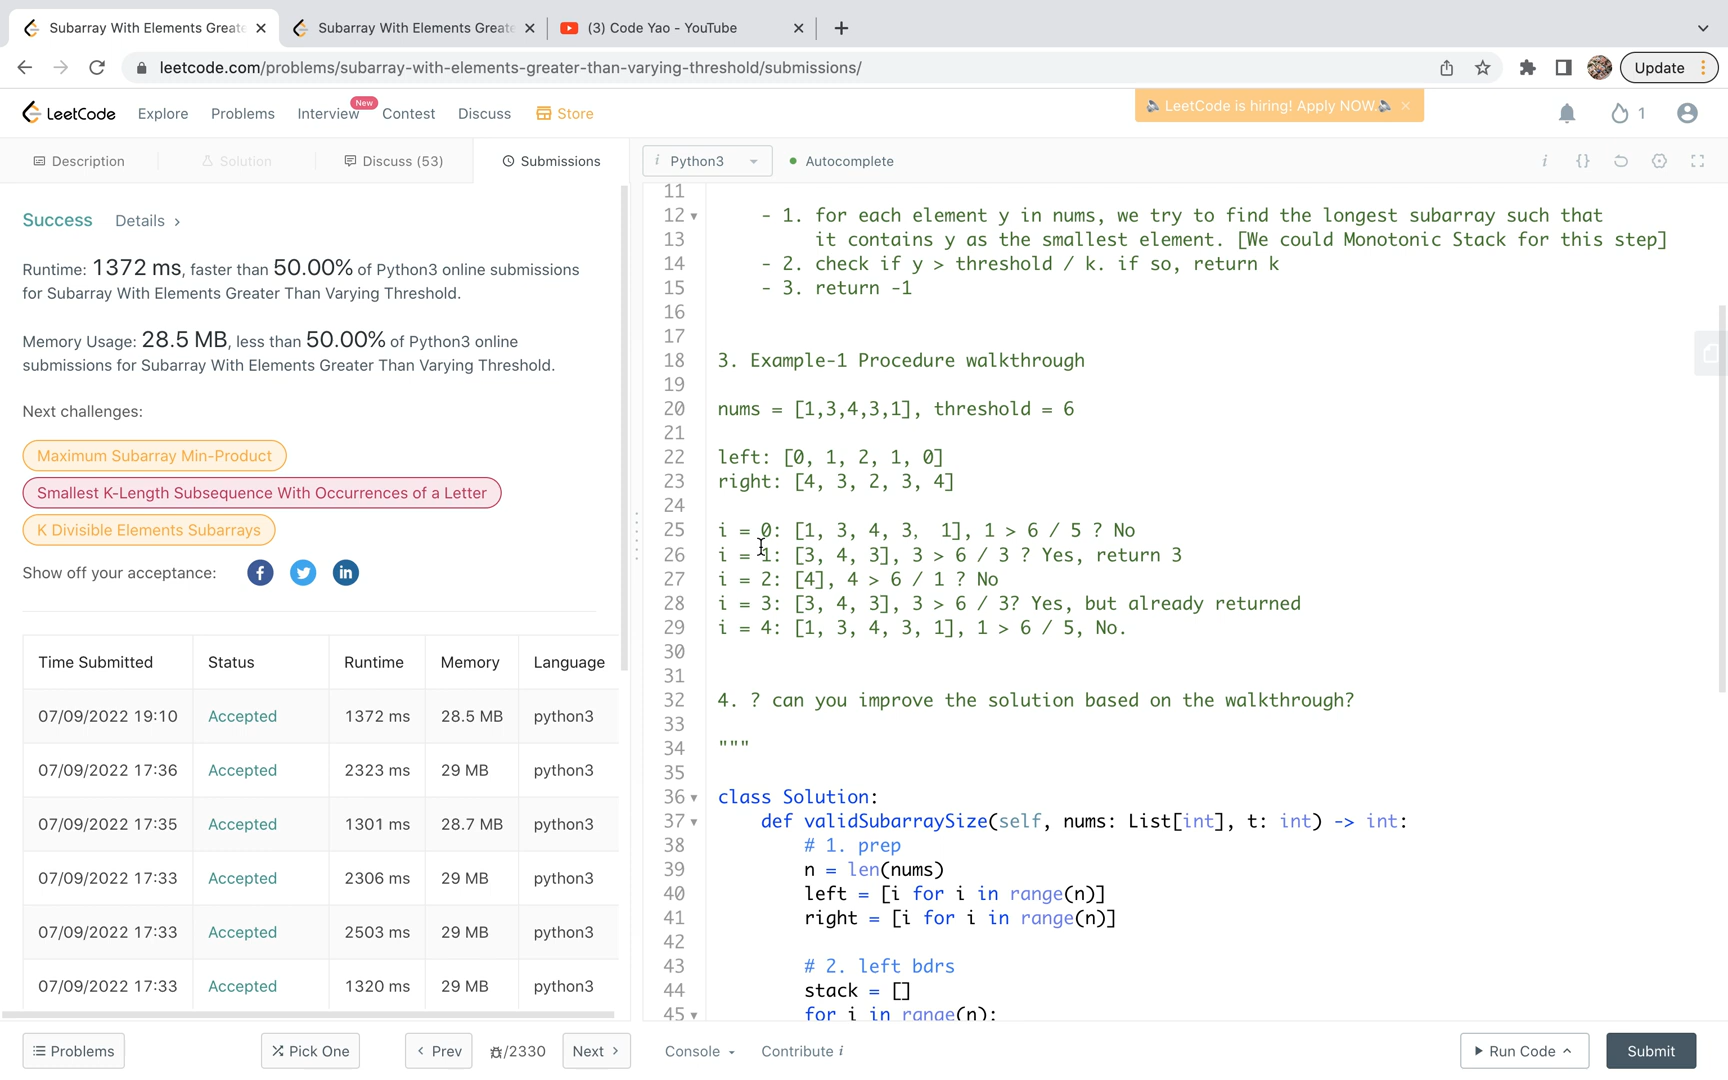 Subarray With Elements Greate
Subarray With Elements Greate
(3) Code Yao - YouTube
leetcode.com/problems/subarray-with-elements-greater-than-varying-threshold/submissions/
Update
LeetCode
Explore
Problems
Interview
New
Contest
Discuss
Store
LeetCode is hiring! Apply NOW.
1
Description
Solution
Discuss (53)
Submissions
i Python3
Autocomplete
Success Details >
Runtime: 1372 ms, faster than 50.00% of Python3 online submissions
for Subarray With Elements Greater Than Varying Threshold.
Memory Usage: 28.5 MB, less than 50.00% of Python3 online
submissions for Subarray With Elements Greater Than Varying Threshold.
Next challenges:
Maximum Subarray Min-Product
Smallest K-Length Subsequence With Occurrences of a Letter
K Divisible Elements Subarrays
Show off your acceptance:
Time Submitted Status Runtime Memory Language
07/09/2022 19:10 Accepted 1372 ms 28.5 MB python3
07/09/2022 17:36 Accepted 2323 ms 29 MB python3
07/09/2022 17:35 Accepted 1301 ms 28.7 MB python3
07/09/2022 17:33 Accepted 2306 ms 29 MB python3
07/09/2022 17:33 Accepted 2503 ms 29 MB python3
07/09/2022 17:33 Accepted 1320 ms 29 MB python3
11
12 - 1. for each element y in nums, we try to find the longest subarray such that
13 it contains y as the smallest element. [We could Monotonic Stack for this step]
14 - 2. check if y > threshold / k. if so, return k
15 - 3. return -1
16
17
18 3. Example-1 Procedure walkthrough
19
20 nums = [1,3,4,3,1], threshold = 6
21
22 left: [0, 1, 2, 1, 0]
23 right: [4, 3, 2, 3, 4]
24
25 i = 0: [1, 3, 4, 3, 1], 1 > 6 / 5 ? No
26 i = 1: [3, 4, 3], 3 > 6 / 3 ? Yes, return 3
27 i = 2: [4], 4 > 6 / 1 ? No
28 i = 3: [3, 4, 3], 3 > 6 / 3? Yes, but already returned
29 i = 4: [1, 3, 4, 3, 1], 1 > 6 / 5, No.
30
31
32 4. ? can you improve the solution based on the walkthrough?
33
34 """
35
36 class Solution:
37 def validSubarraySize(self, nums: List[int], t: int) -> int:
38 # 1. prep
39 n = len(nums)
40 left = [i for i in range(n)]
41 right = [i for i in range(n)]
42
43 # 2. left bdrs
44 stack = []
45 for i in range(n):
Problems
Pick One
< Prev
/2330
Next >
Console
Contribute i
Run Code
Submit